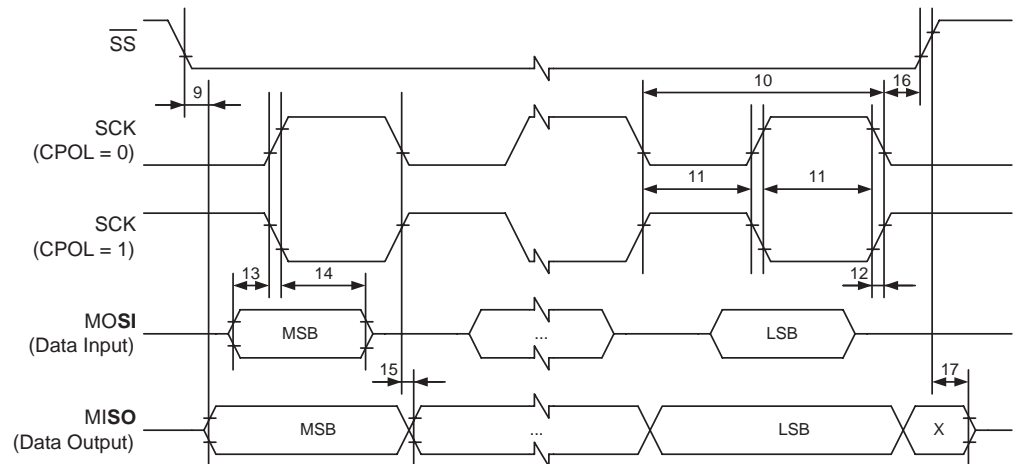 SS
9
10
16
SCK
(CPOL = 0)
11
11
SCK
(CPOL = 1)
13
14
12
MOSI
(Data Input)
MSB
...
LSB
15
17
MISO
(Data Output)
MSB
...
LSB
X